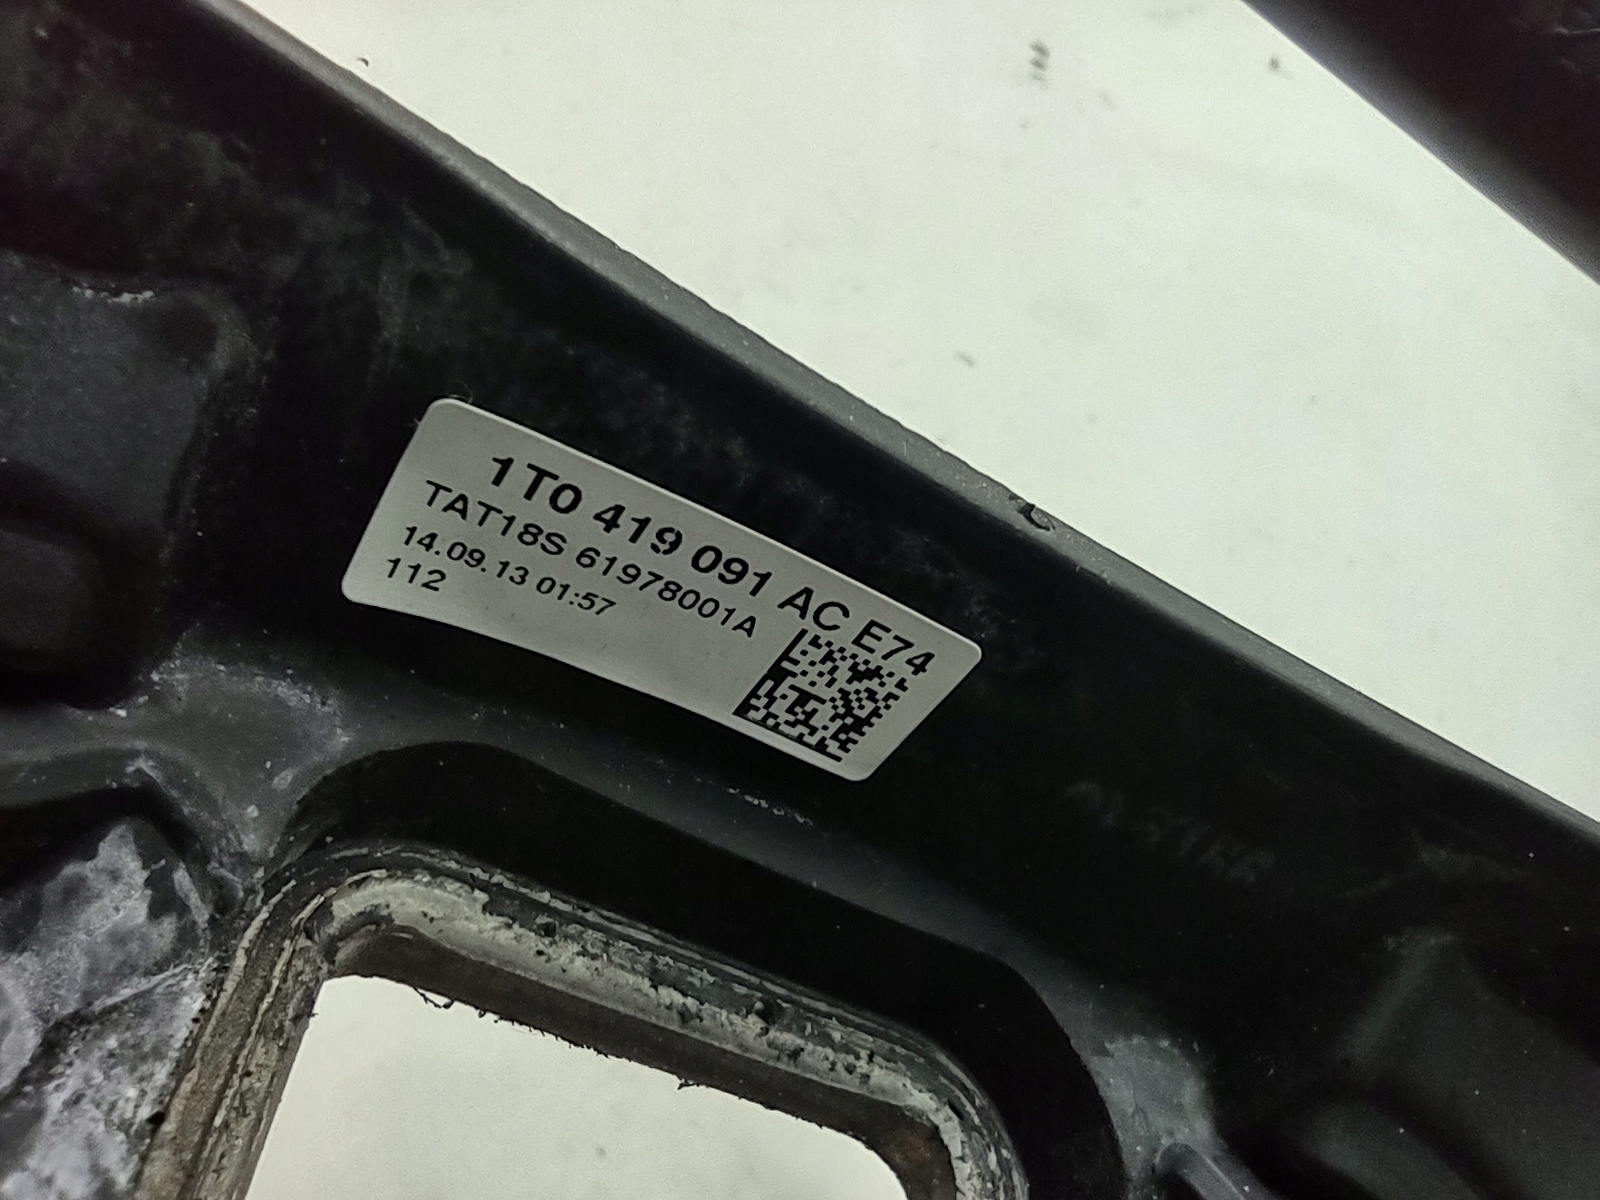 1T0 419 091 AC E74
TAT18S 61978001A
14.09.13 01:57
112